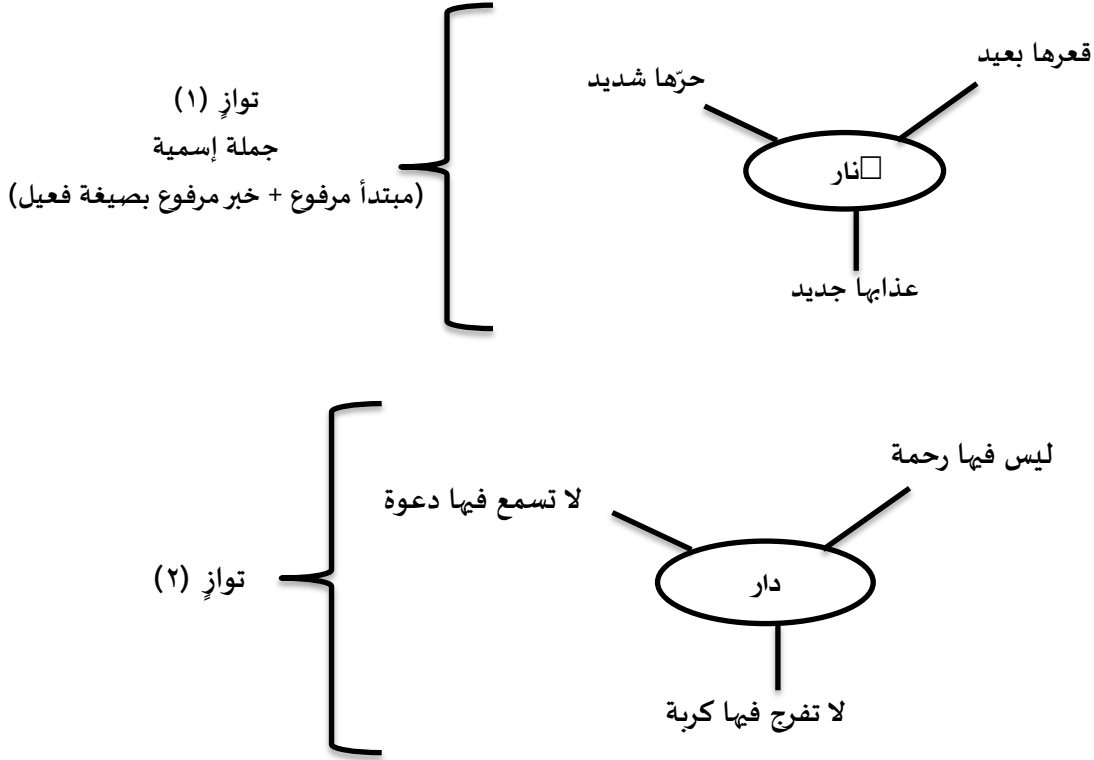 قعرها بعيد
حرّها شديد
نار
عذابها جديد
توازٍ (١)
جملة إسمية
(مبتدأ مرفوع + خبر مرفوع بصيغة فعيل)
ليس فيها رحمة
لا تسمع فيها دعوة
دار
لا تفرج فيها كربة
توازٍ (٢)